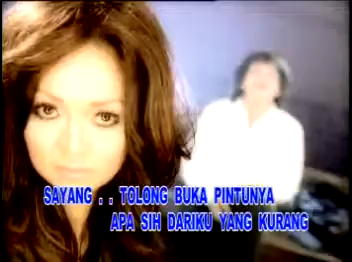 SAYANG . . TOLONG BUKA PINTUNYA
APA SIH DARIKU YANG KURANG